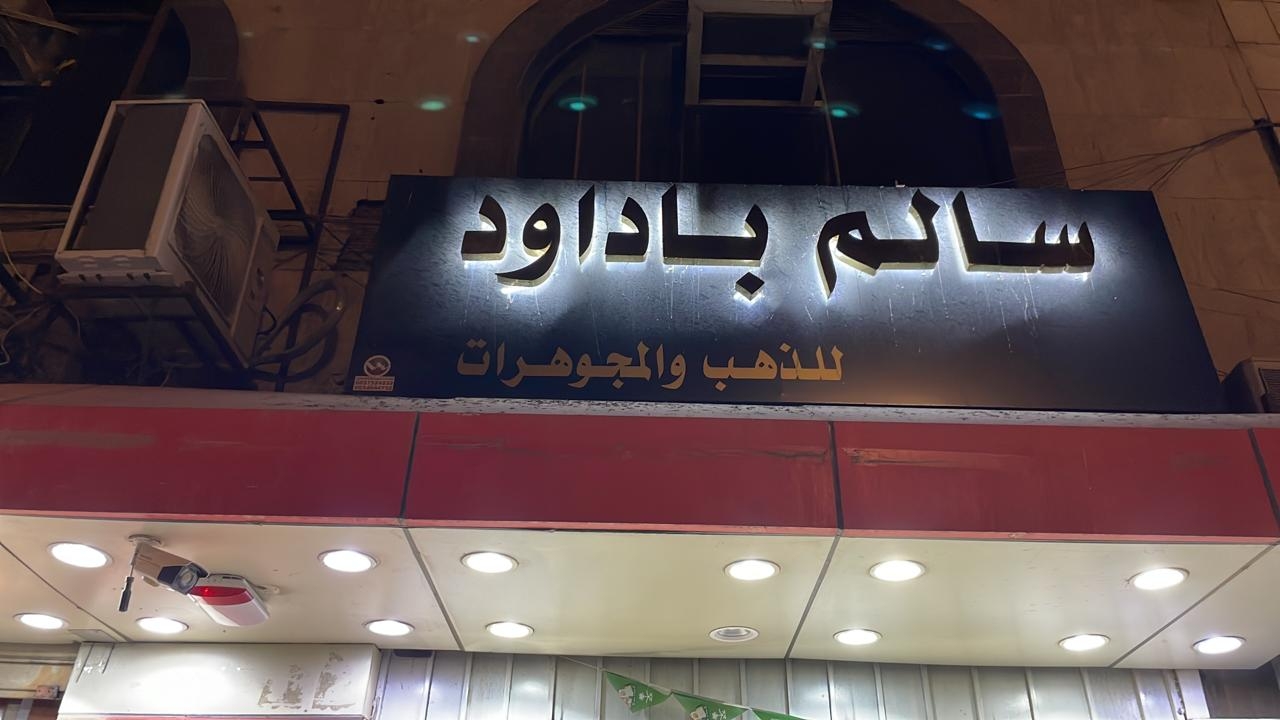 سالم باداود
للذهب والمجوهرات